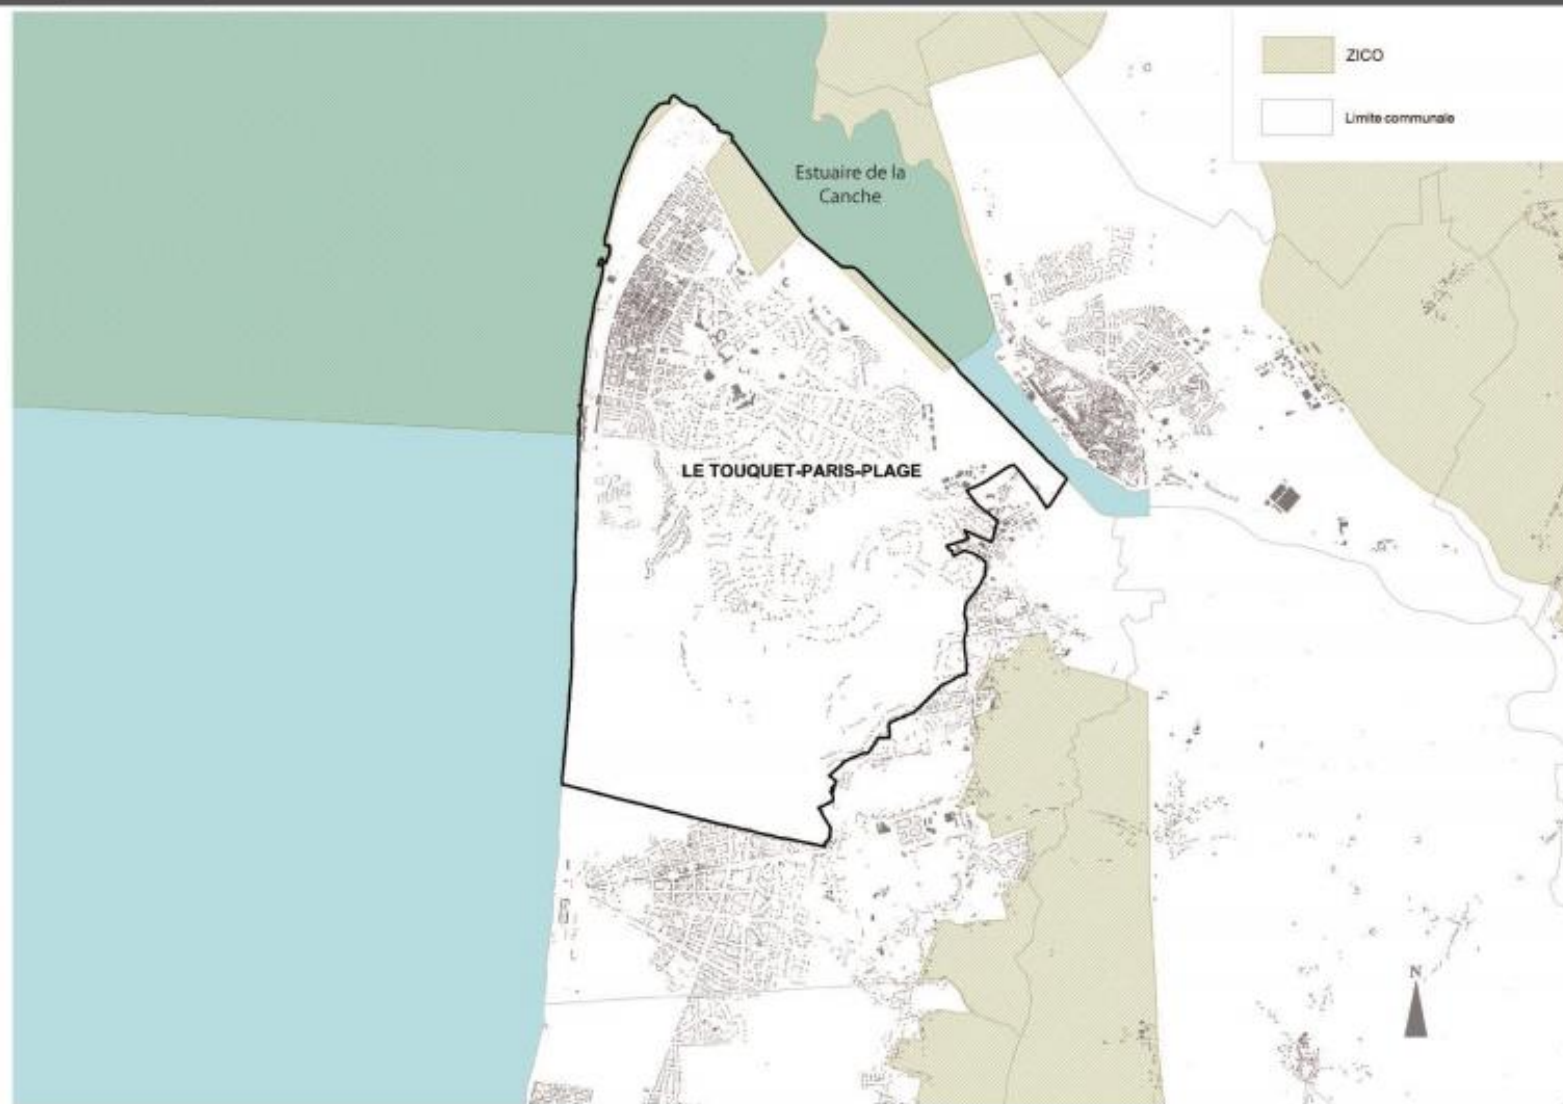 ZICO
Limite communale
Estuaire de la
Canche
LE TOUQUET-PARIS-PLAGE
N